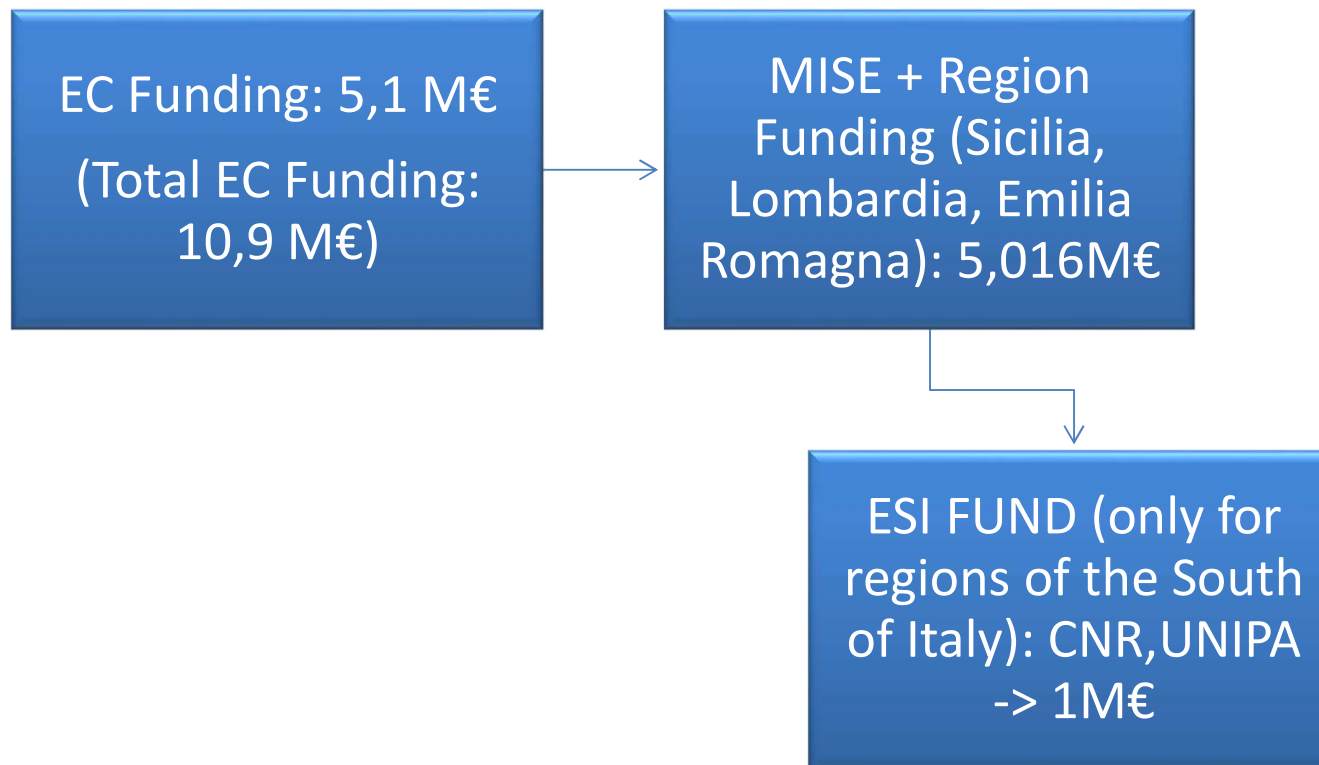 EC Funding: 5,1 M€
(Total EC Funding:
10,9 M€)
MISE + Region
Funding (Sicilia,
Lombardia, Emilia
Romagna): 5,016M€
ESI FUND (only for
regions of the South
of Italy): CNR,UNIPA
-> 1M€